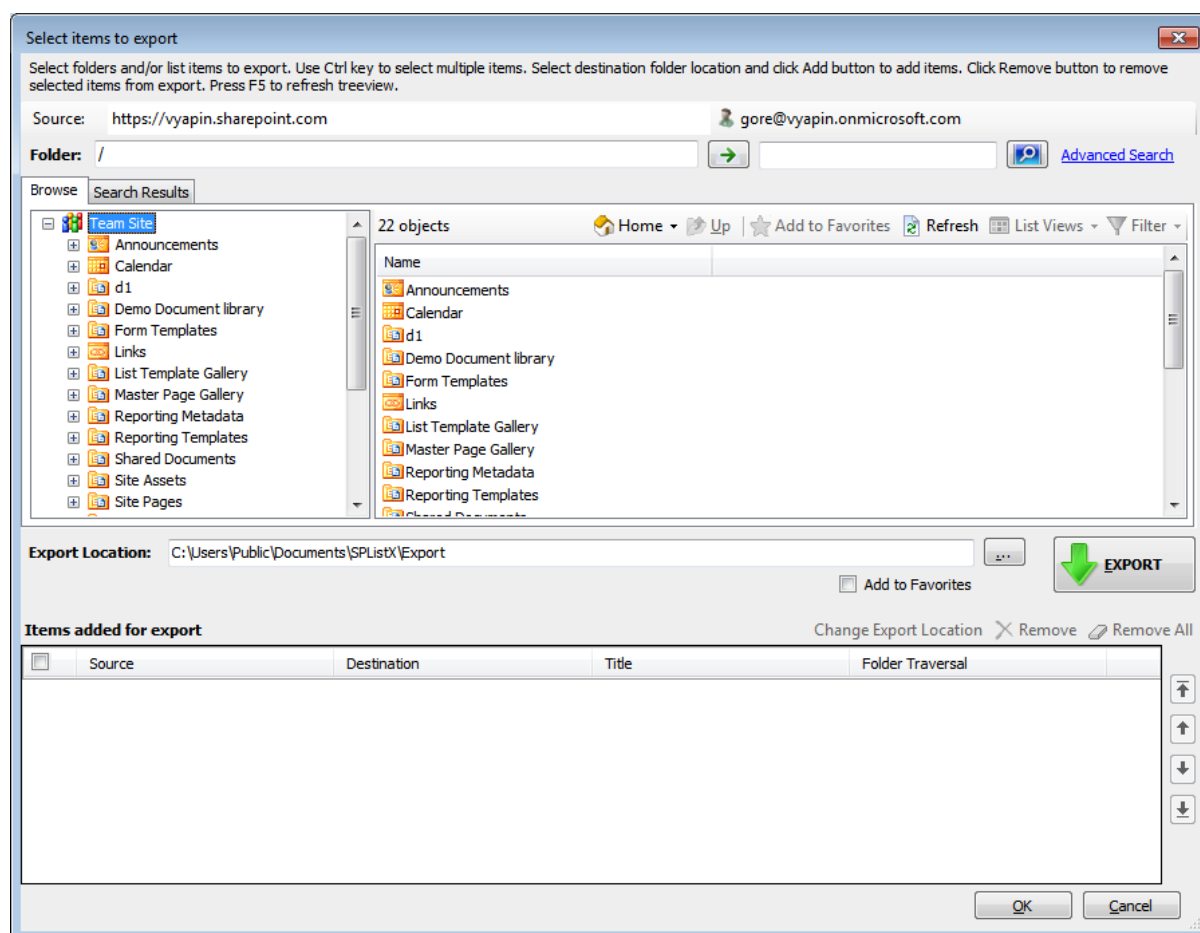 Select items to export
Select folders and/or list items to export. Use Ctrl key to select multiple items. Select destination folder location and click Add button to add items. Click Remove button to remove
selected items from export. Press F5 to refresh treeview.
Source: https://vyapin.sharepoint.com gore@vyapin.onmicrosoft.com
Folder: / Advanced Search
Browse Search Results
Team Site
Announcements
Calendar
d1
Demo Document library
Form Templates
Links
List Template Gallery
Master Page Gallery
Reporting Metadata
Reporting Templates
Shared Documents
Site Assets
Site Pages
22 objects Home Up Add to Favorites Refresh List Views Filter
Name
Announcements
Calendar
d1
Demo Document library
Form Templates
Links
List Template Gallery
Master Page Gallery
Reporting Metadata
Reporting Templates
Shared Documents
Export Location: C:\Users\Public\Documents\SPListX\Export ... EXPORT
Add to Favorites
Items added for export Change Export Location Remove Remove All
Source Destination Title Folder Traversal
OK Cancel